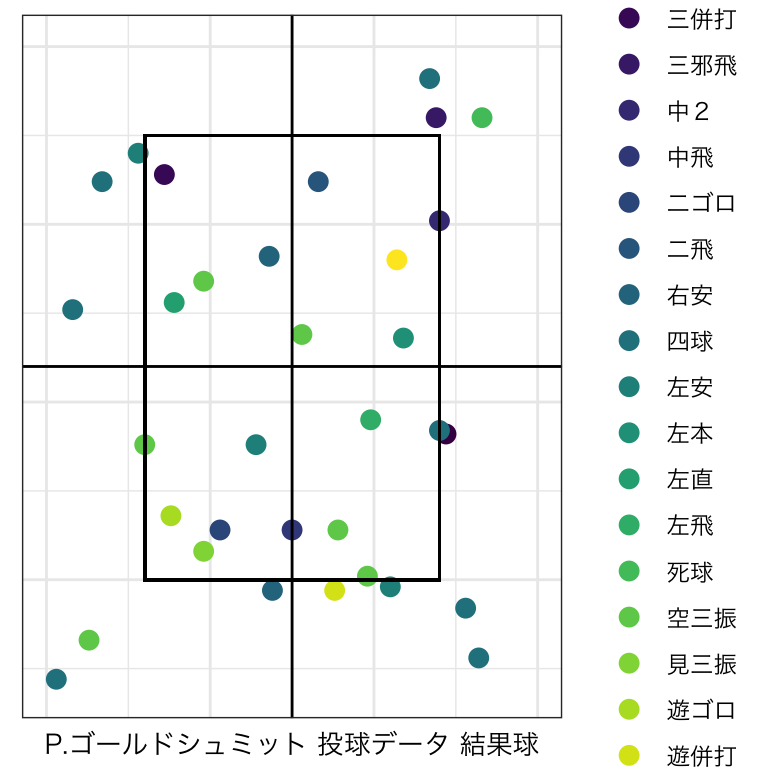 三併打
三邪飛
中２
中飛
二ゴロ
二飛
右安
四球
左安
左本
左直
左飛
死球
空三振
見三振
遊ゴロ
遊併打
P.ゴールドシュミット 投球データ 結果球